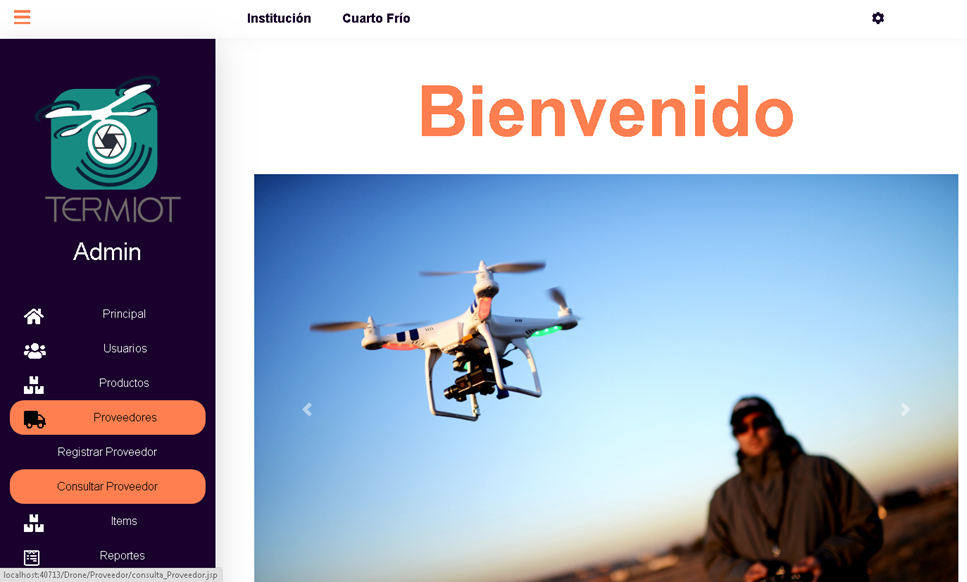 Institución Cuarto Frío
Bienvenido
TERMIOT
Admin
Principal
Usuarios
Productos
Proveedores
Registrar Proveedor
Consultar Proveedor
Items
Reportes
localhost:40713/Drone/Proveedor/consulta_Proveedor.jsp